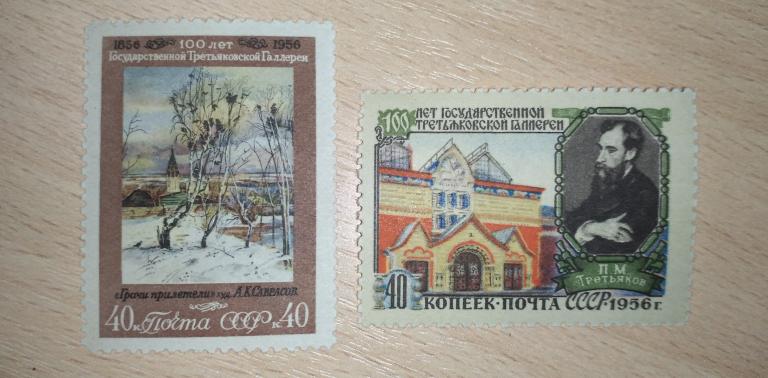 1856 100 лет 1956
Государственной Третьяковской Галлереи
«Грачи прилетели» худ. А.К.Саврасов
40к Почта СССР к40
100 ЛЕТ ГОСУДАРСТВЕННОЙ
ТРЕТЬЯКОВСКОЙ ГАЛЛЕРЕИ
П М
Третьяков
40 КОПЕЕК·ПОЧТА СССР·1956 г.